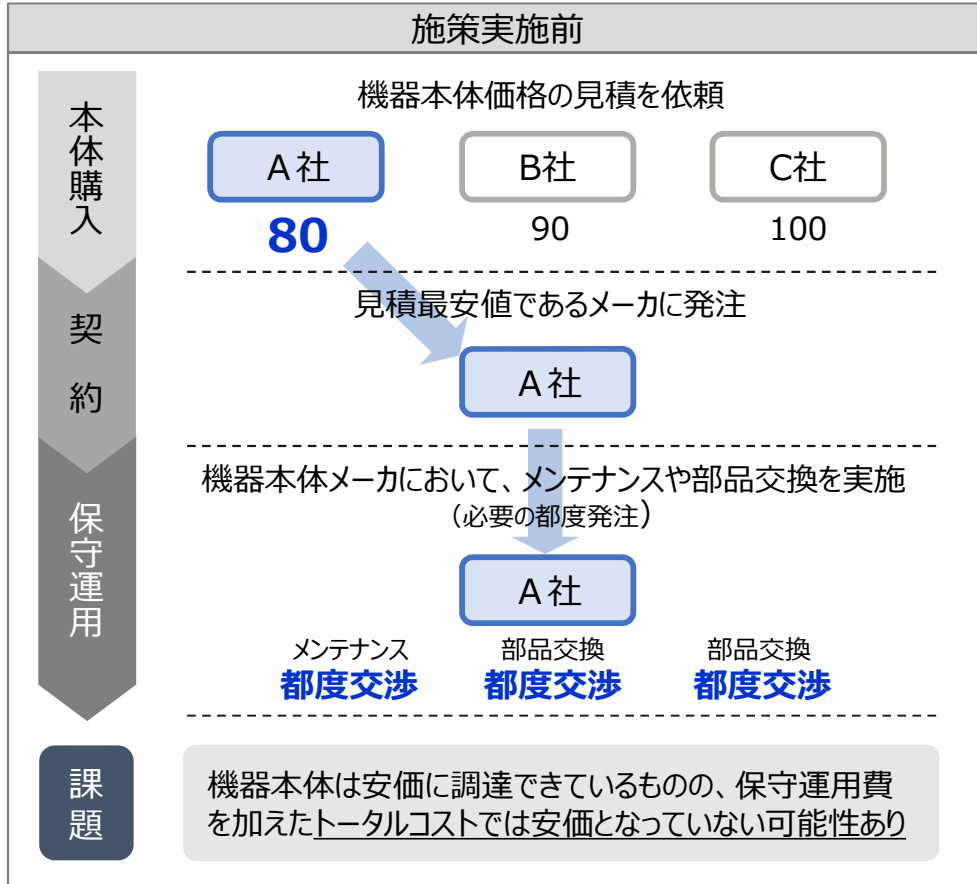 施策実施前
本体購入
機器本体価格の見積を依頼
A社
B社
C社
80
90
100
契約
見積最安値であるメーカに発注
A社
保守運用
機器本体メーカにおいて、メンテナンスや部品交換を実施
（必要の都度発注）
A社
メンテナンス
部品交換
部品交換
都度交渉
都度交渉
都度交渉
課題
機器本体は安価に調達できているものの、保守運用費
を加えたトータルコストでは安価となっていない可能性あり